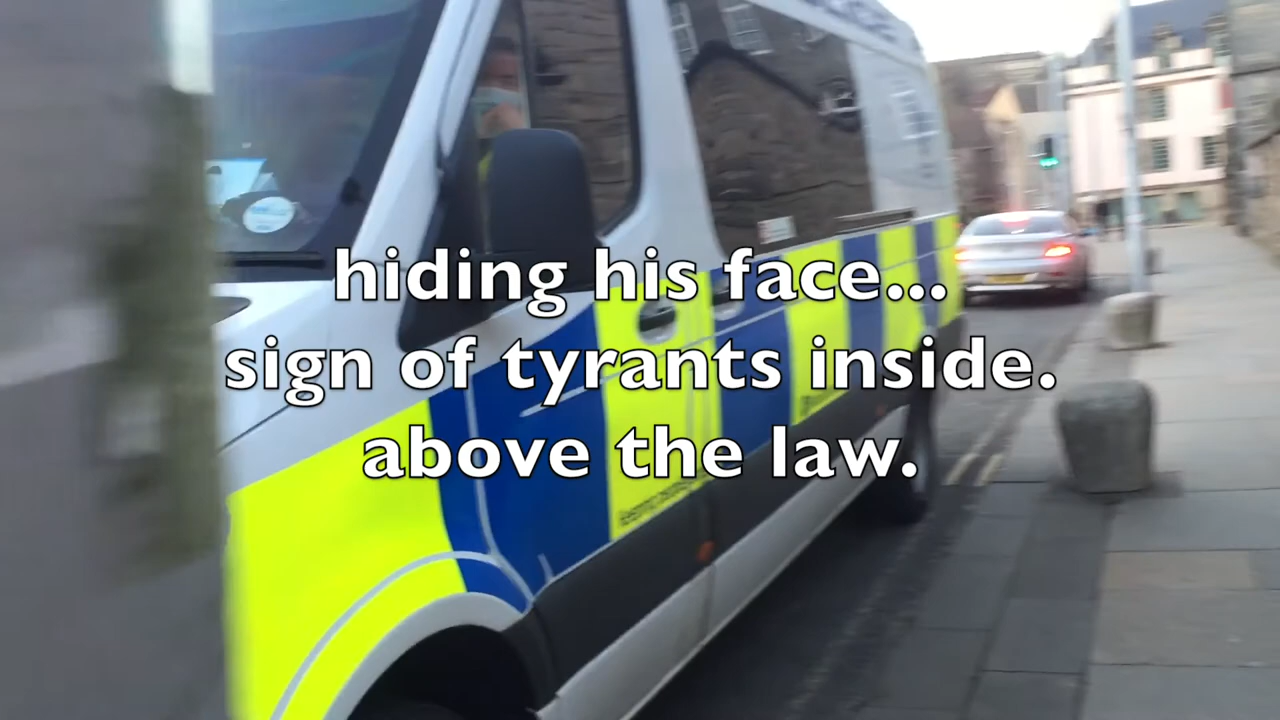 hiding his face...
sign of tyrants inside.
above the law.